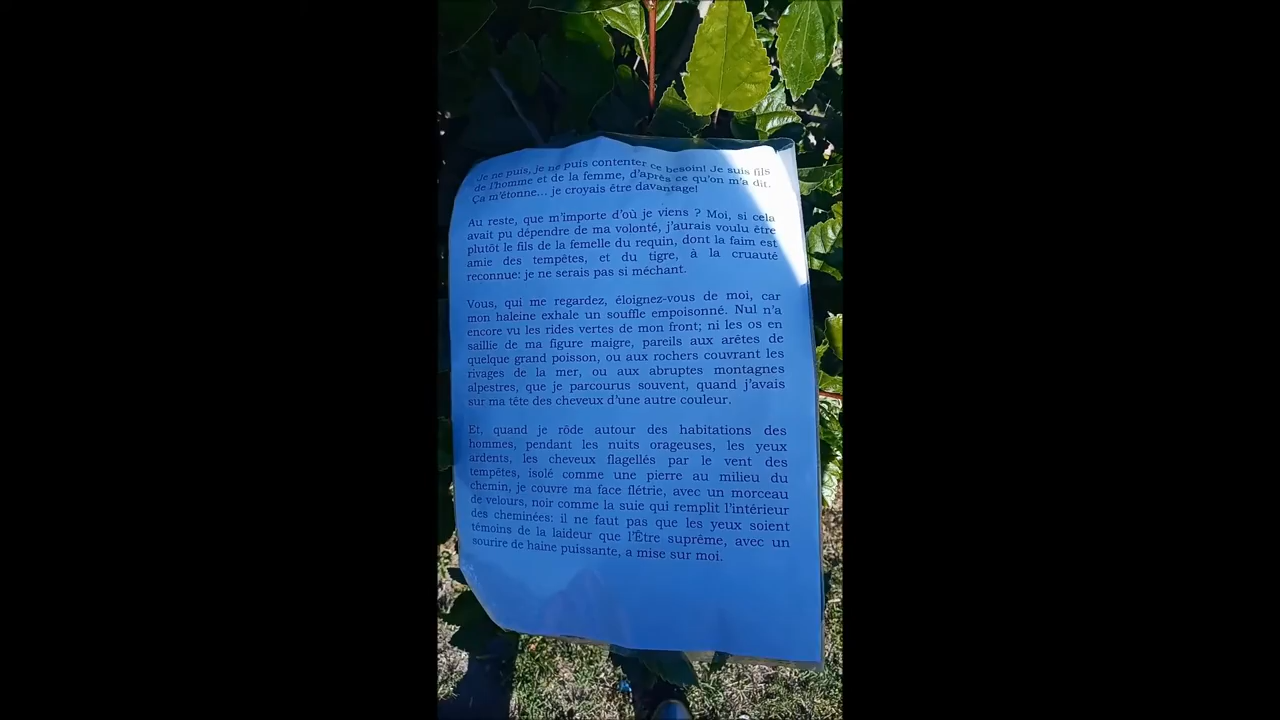 Je ne puis, je ne puis contenter ce besoin! Je suis fils
de l'homme et de la femme, d'après ce qu'on m'a dit.
Ça m'étonne... je croyais être davantage!
Au reste, que m'importe d'où je viens ? Moi, si cela
avait pu dépendre de ma volonté, j'aurais voulu être
plutôt le fils de la femelle du requin, dont la faim est
amie des tempêtes, et du tigre, à la cruauté
reconnue: je ne serais pas si méchant.
Vous, qui me regardez, éloignez-vous de moi, car
mon haleine exhale un souffle empoisonné. Nul n'a
encore vu les rides vertes de mon front; ni les os en
saillie de ma figure maigre, pareils aux arêtes de
quelque grand poisson, ou aux rochers couvrant les
rivages de la mer, ou aux abruptes montagnes
alpestres, que je parcourus souvent, quand j'avais
sur ma tête des cheveux d'une autre couleur.
Et, quand je rôde autour des habitations des
hommes, pendant les nuits orageuses, les yeux
ardents, les cheveux flagellés par le vent des
tempêtes, isolé comme une pierre au milieu du
chemin, je couvre ma face flétrie, avec un morceau
de velours, noir comme la suie qui remplit l'intérieur
des cheminées: il ne faut pas que les yeux soient
témoins de la laideur que l'Être suprême, avec un
sourire de haine puissante, a mise sur moi.